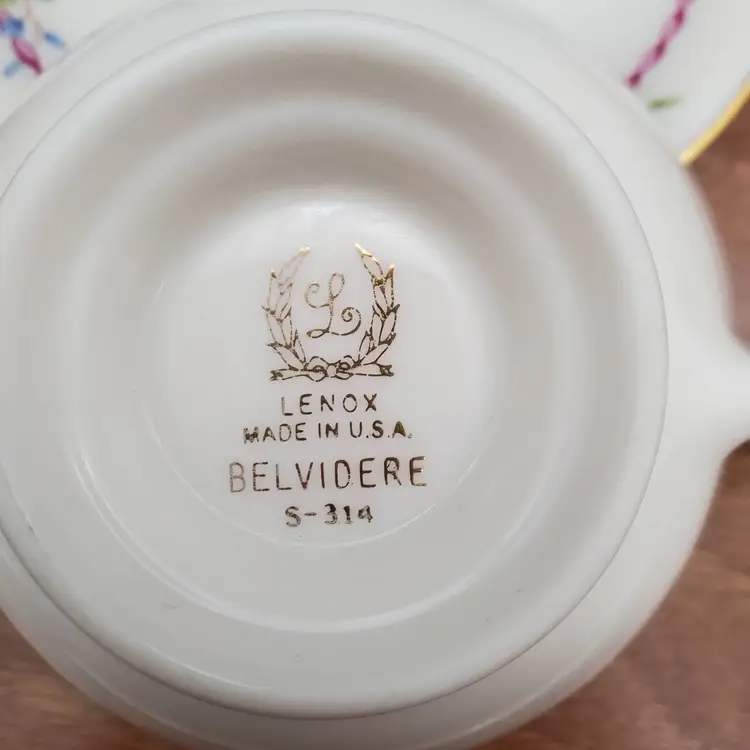 L
LENOX
MADE IN U.S.A.
BELVIDERE
S-314